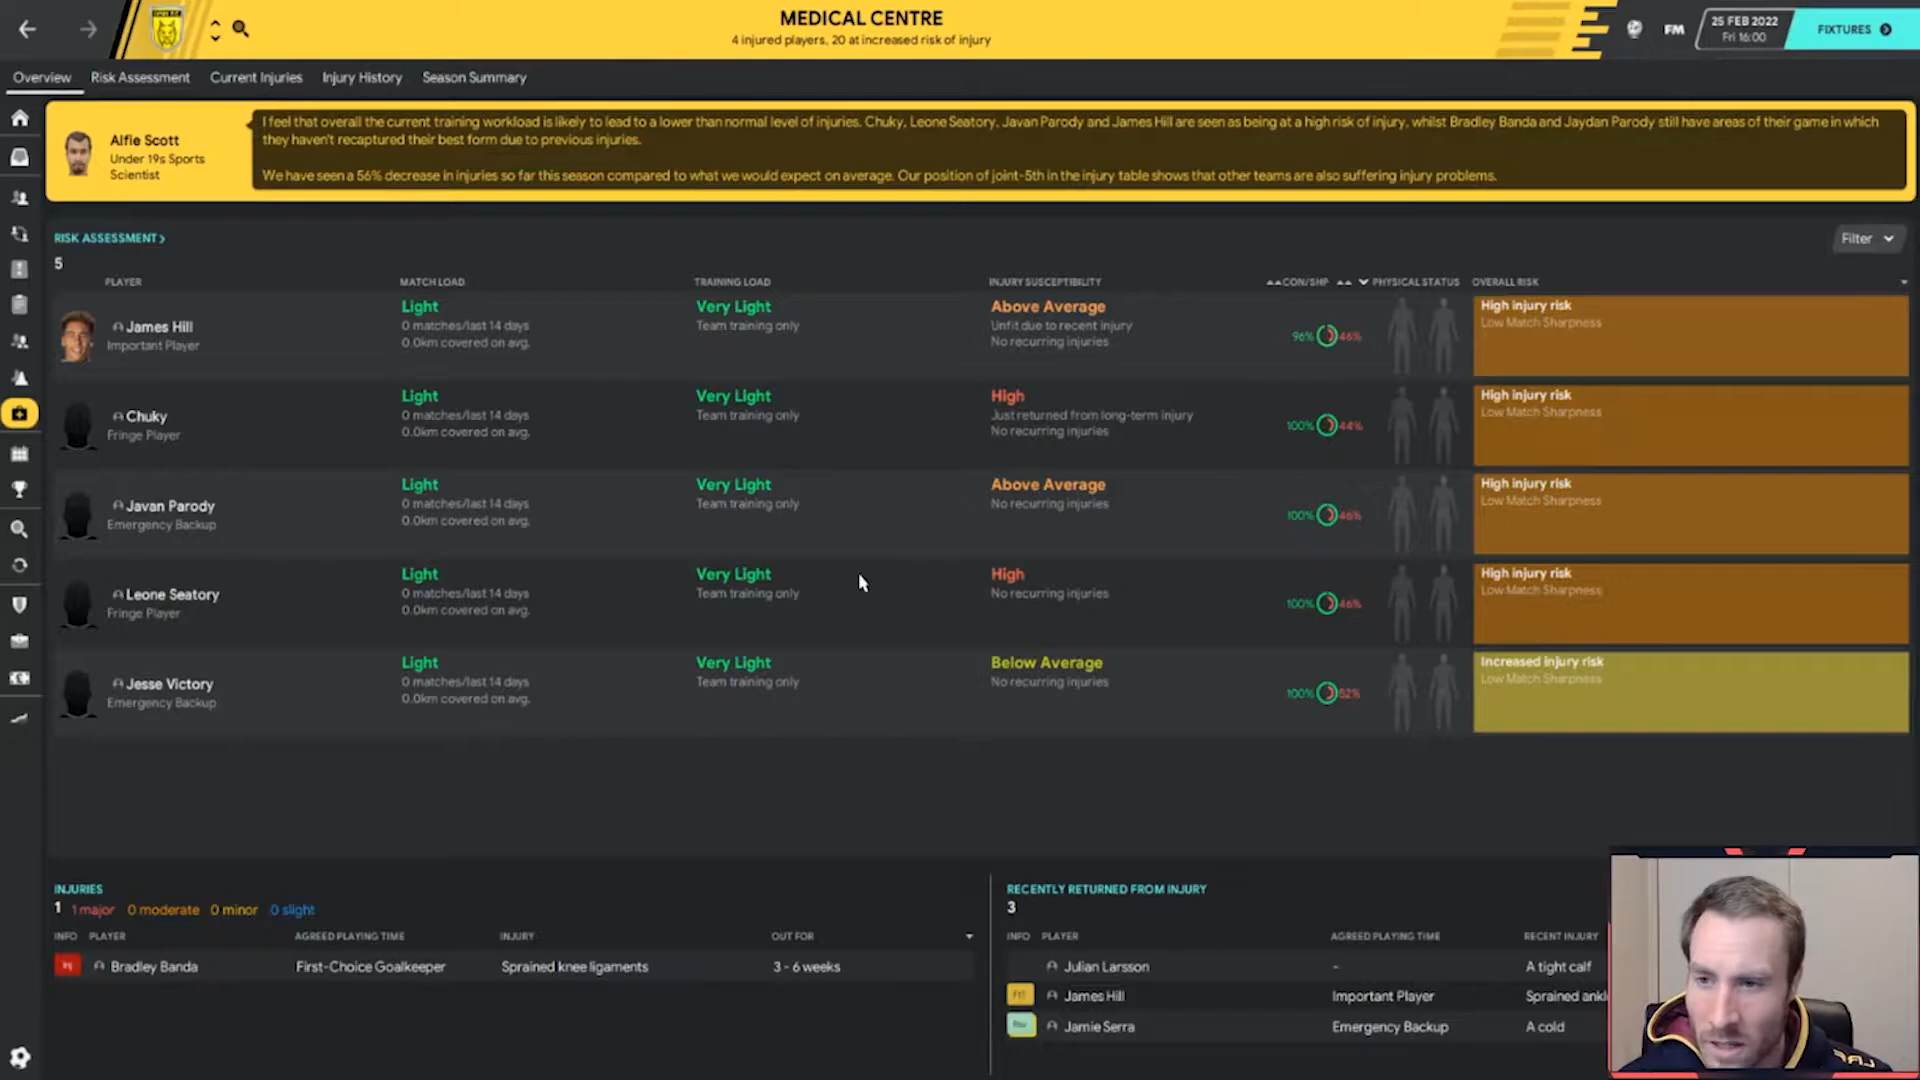 MEDICAL CENTRE
4 injured players, 20 at increased risk of injury
FM
25 FEB 2022
Fri 16:00
FIXTURES
Overview
Risk Assessment
Current Injuries
Injury History
Season Summary
Alfie Scott
Under 19s Sports
Scientist
I feel that overall the current training workload is likely to lead to a lower than normal level of injuries. Chuky, Leone Seatory, Javan Parody and James Hill are seen as being at a high risk of injury, whilst Bradley Banda and Jaydan Parody still have areas of their game in which
they haven't recaptured their best form due to previous injuries.
We have seen a 56% decrease in injuries so far this season compared to what we would expect on average. Our position of joint-5th in the injury table shows that other teams are also suffering injury problems.
RISK ASSESSMENT >
Filter
5
PLAYER MATCH LOAD TRAINING LOAD INJURY SUSCEPTIBILITY CON/SHP PHYSICAL STATUS OVERALL RISK
James Hill
Important Player
Light
0 matches/last 14 days
0.0km covered on avg.
Very Light
Team training only
Above Average
Unfit due to recent injury
No recurring injuries
96% 46%
High injury risk
Low Match Sharpness
Chuky
Fringe Player
Light
0 matches/last 14 days
0.0km covered on avg.
Very Light
Team training only
High
Just returned from long-term injury
No recurring injuries
100% 44%
High injury risk
Low Match Sharpness
Javan Parody
Emergency Backup
Light
0 matches/last 14 days
0.0km covered on avg.
Very Light
Team training only
Above Average
No recurring injuries
100% 46%
High injury risk
Low Match Sharpness
Leone Seatory
Fringe Player
Light
0 matches/last 14 days
0.0km covered on avg.
Very Light
Team training only
High
No recurring injuries
100% 46%
High injury risk
Low Match Sharpness
Jesse Victory
Emergency Backup
Light
0 matches/last 14 days
0.0km covered on avg.
Very Light
Team training only
Below Average
No recurring injuries
100% 52%
Increased injury risk
Low Match Sharpness
INJURIES
1 1 major 0 moderate 0 minor 0 slight
INFO PLAYER AGREED PLAYING TIME INJURY OUT FOR
Inj Bradley Banda First-Choice Goalkeeper Sprained knee ligaments 3 - 6 weeks
RECENTLY RETURNED FROM INJURY
3
INFO PLAYER AGREED PLAYING TIME RECENT INJURY
Julian Larsson - A tight calf
James Hill Important Player Sprained ankl
Jamie Serra Emergency Backup A cold